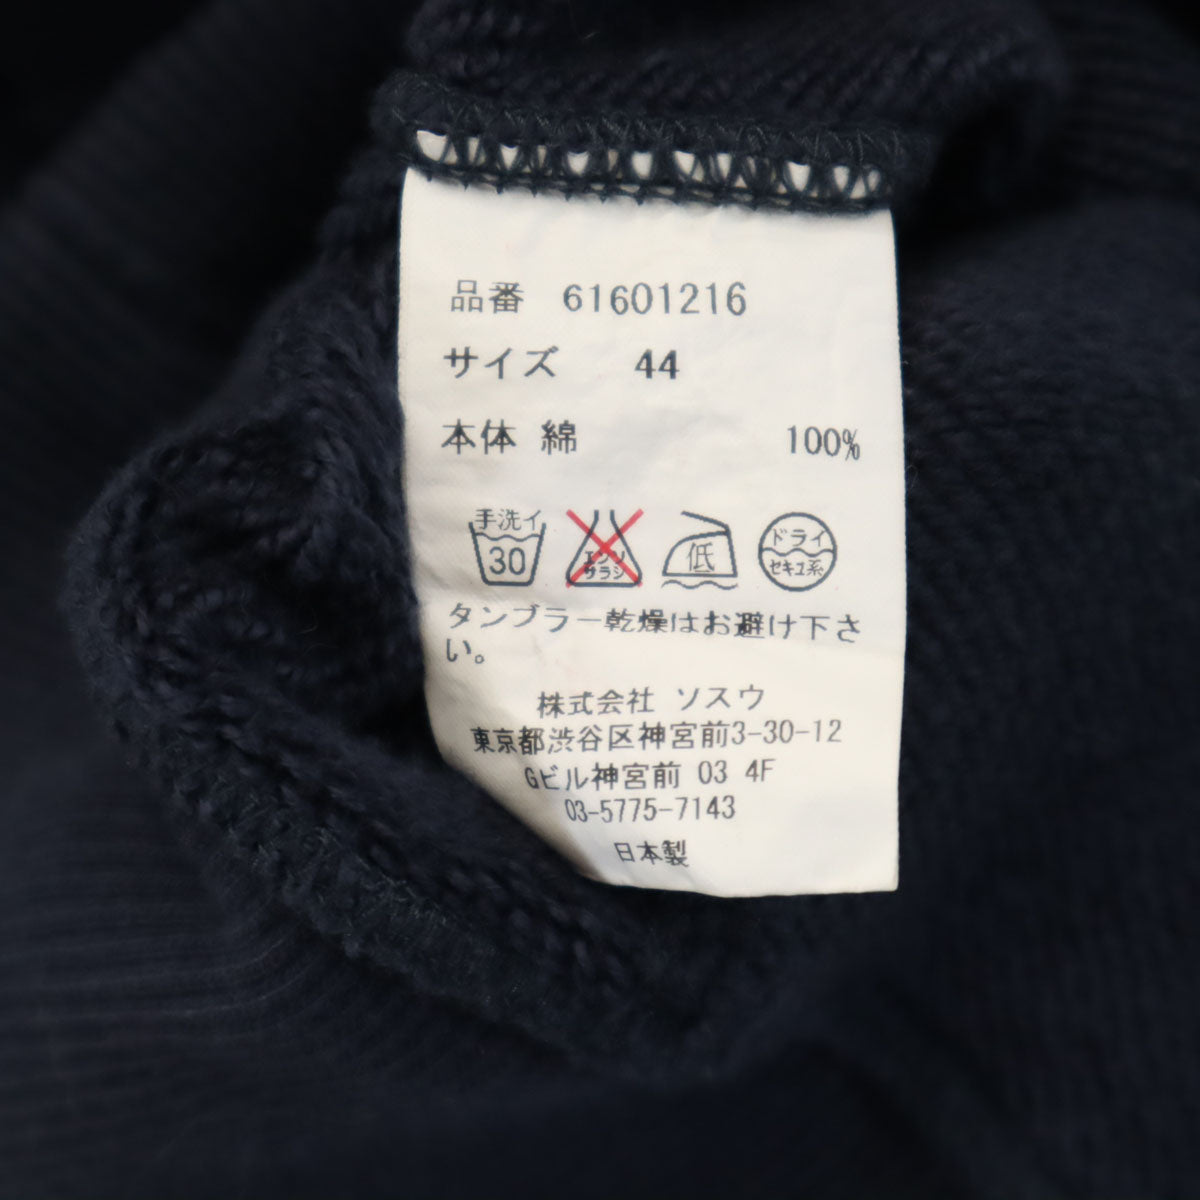 品番 61601216
サイズ 44
本体 綿 100%
手洗イ
30
エンソ
サラシ
低
ドライ
セキユ系
タンブラー乾燥はお避け下さ
い。
株式会社 ソスウ
東京都渋谷区神宮前3-30-12
Gビル神宮前 03 4F
03-5775-7143
日本製